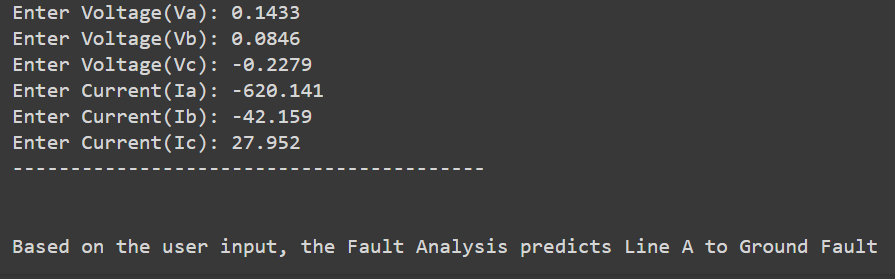 Enter Voltage(Va): 0.1433
Enter Voltage(Vb): 0.0846
Enter Voltage(Vc): -0.2279
Enter Current(Ia): -620.141
Enter Current(Ib): -42.159
Enter Current(Ic): 27.952
-----------------------------------------
Based on the user input, the Fault Analysis predicts Line A to Ground Fault